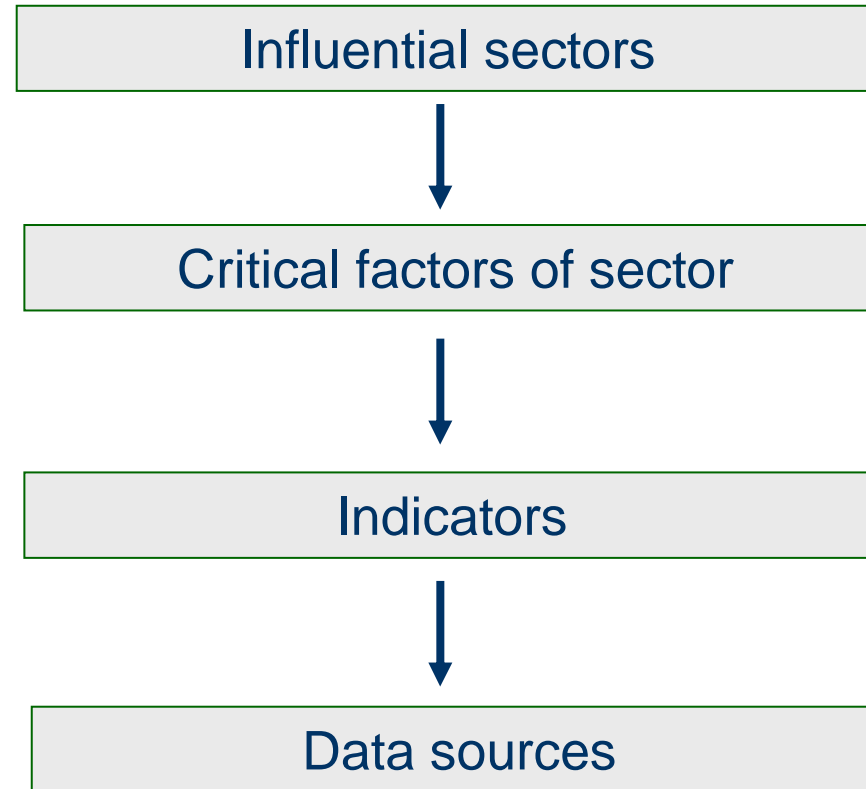 Influential sectors
Critical factors of sector
Indicators
Data sources